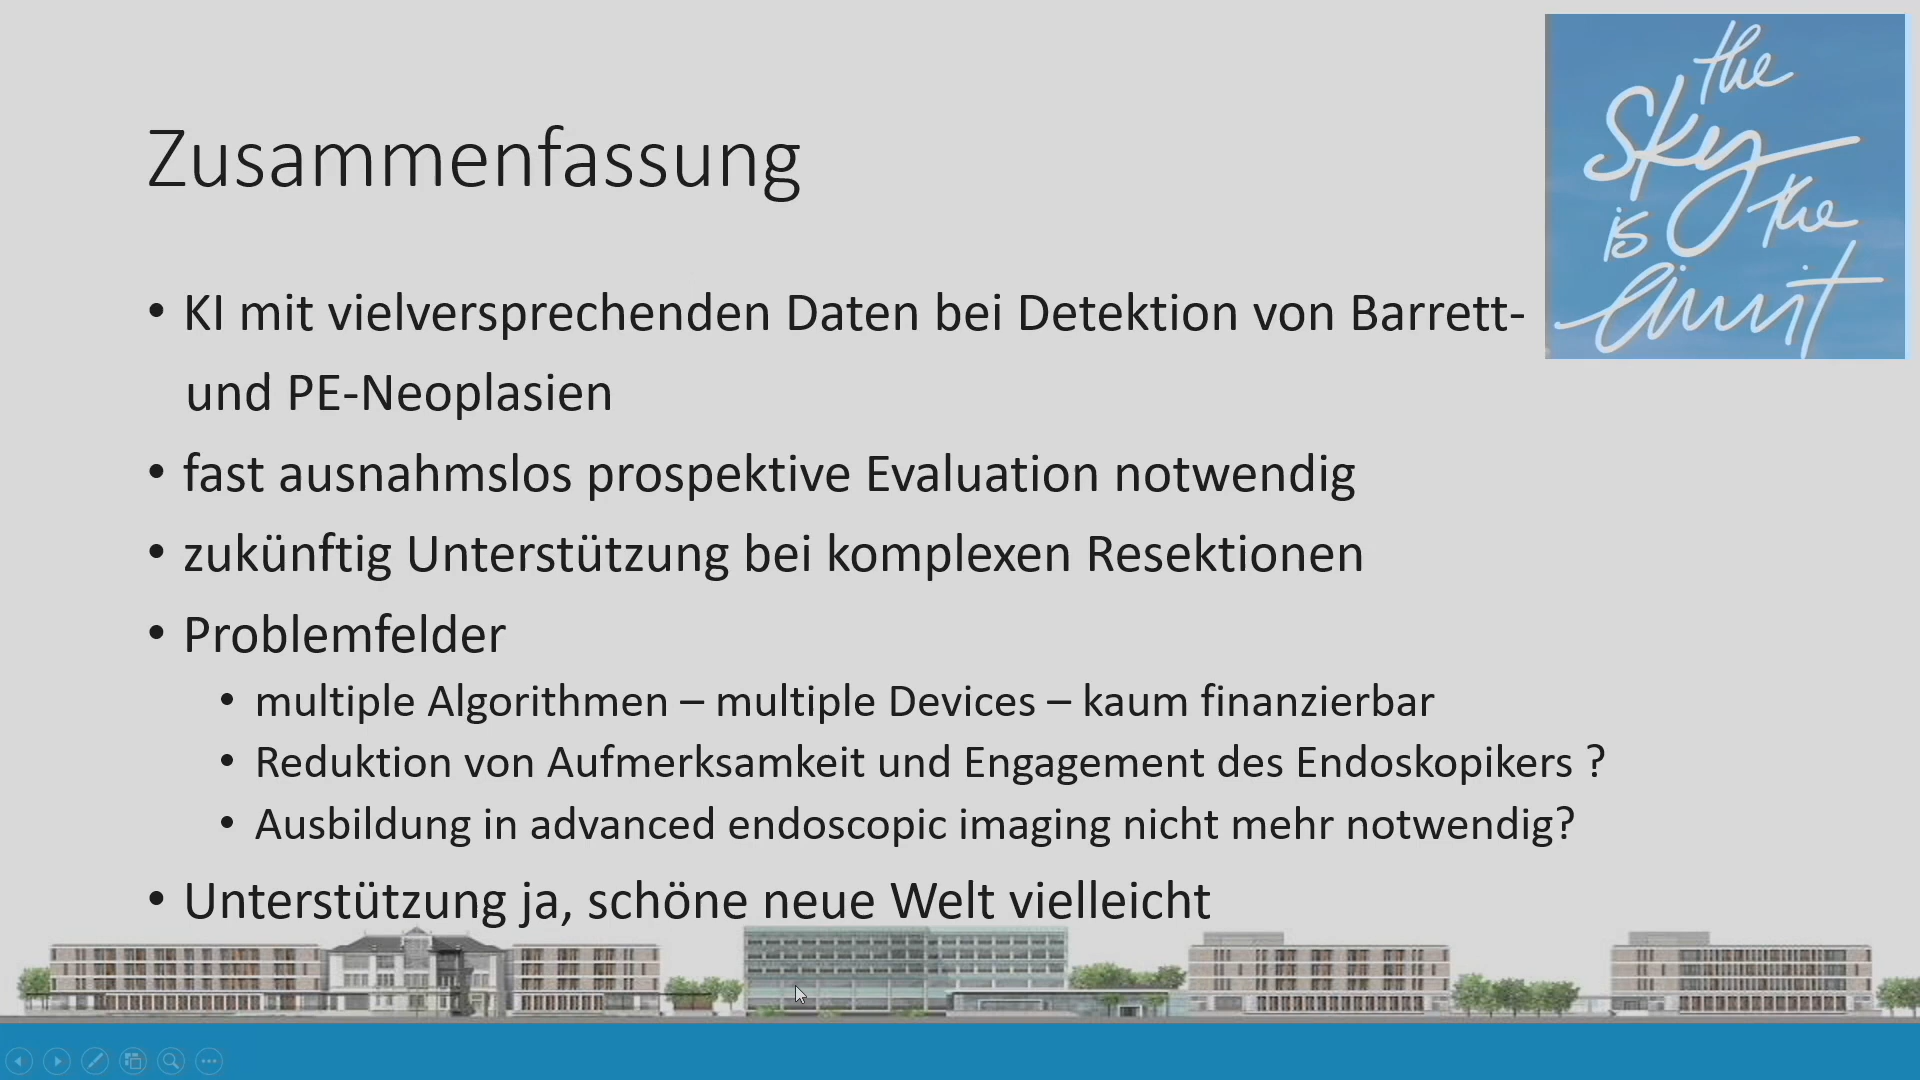 the
Sky
is the
limit
Zusammenfassung
• KI mit vielversprechenden Daten bei Detektion von Barrett-
und PE-Neoplasien
• fast ausnahmslos prospektive Evaluation notwendig
• zukünftig Unterstützung bei komplexen Resektionen
• Problemfelder
• multiple Algorithmen – multiple Devices – kaum finanzierbar
• Reduktion von Aufmerksamkeit und Engagement des Endoskopikers ?
• Ausbildung in advanced endoscopic imaging nicht mehr notwendig?
• Unterstützung ja, schöne neue Welt vielleicht